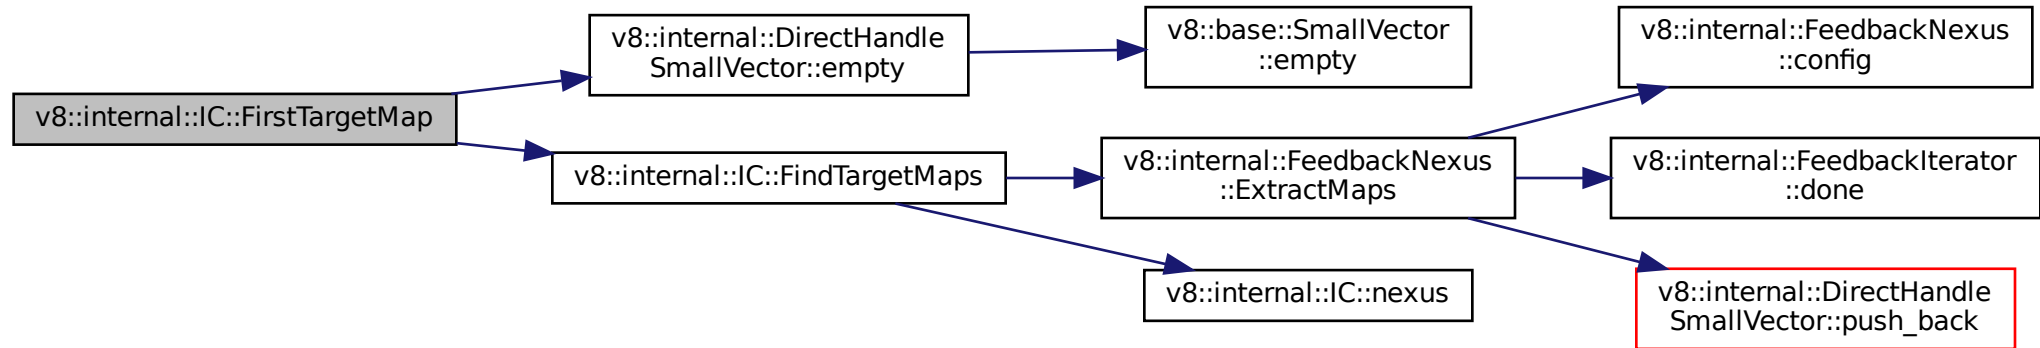 v8::internal::IC::FirstTargetMap
v8::internal::DirectHandle
SmallVector::empty
v8::base::SmallVector
::empty
v8::internal::IC::FindTargetMaps
v8::internal::FeedbackNexus
::ExtractMaps
v8::internal::FeedbackNexus
::config
v8::internal::FeedbackIterator
::done
v8::internal::DirectHandle
SmallVector::push_back
v8::internal::IC::nexus